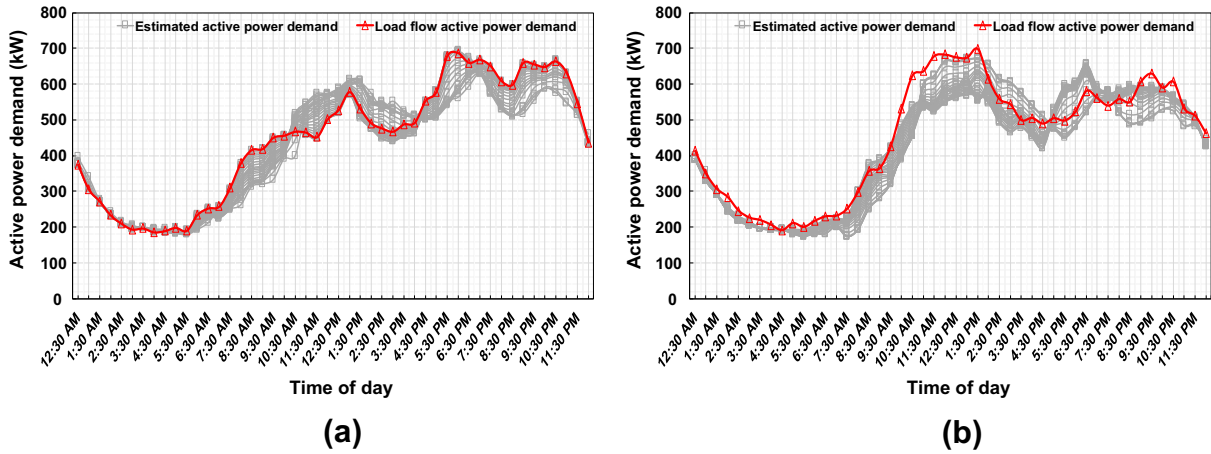 Estimated active power demand
Load flow active power demand
Active power demand (kW)
800
700
600
500
400
300
200
100
0
12:30 AM
1:30 AM
2:30 AM
3:30 AM
4:30 AM
5:30 AM
6:30 AM
7:30 AM
8:30 AM
9:30 AM
10:30 AM
11:30 AM
12:30 PM
1:30 PM
2:30 PM
3:30 PM
4:30 PM
5:30 PM
6:30 PM
7:30 PM
8:30 PM
9:30 PM
10:30 PM
11:30 PM
Time of day
(a)
Estimated active power demand
Load flow active power demand
Active power demand (kW)
800
700
600
500
400
300
200
100
0
12:30 AM
1:30 AM
2:30 AM
3:30 AM
4:30 AM
5:30 AM
6:30 AM
7:30 AM
8:30 AM
9:30 AM
10:30 AM
11:30 AM
12:30 PM
1:30 PM
2:30 PM
3:30 PM
4:30 PM
5:30 PM
6:30 PM
7:30 PM
8:30 PM
9:30 PM
10:30 PM
11:30 PM
Time of day
(b)